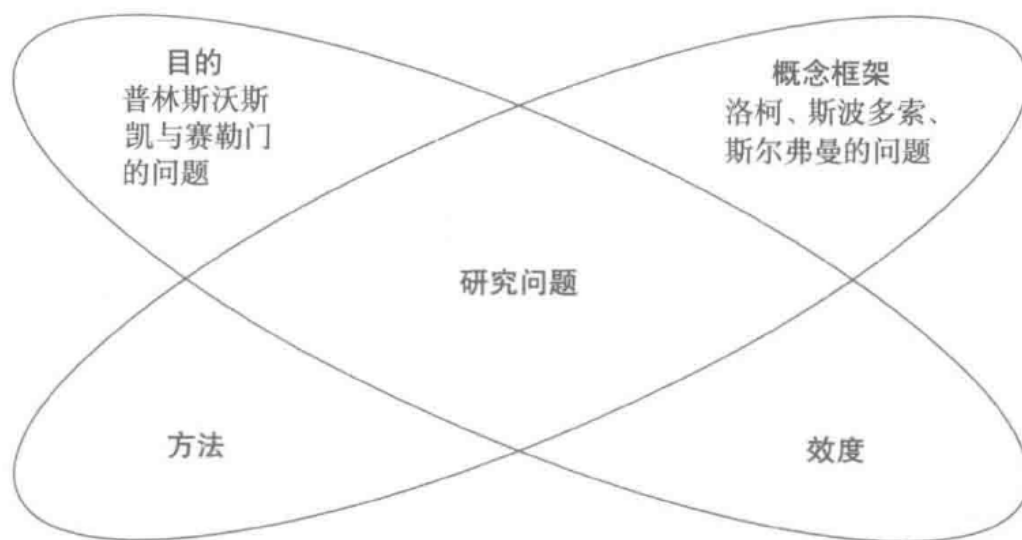 目的
普林斯沃斯
凯与赛勒门
的问题
概念框架
洛柯、斯波多索、
斯尔弗曼的问题
研究问题
方法
效度